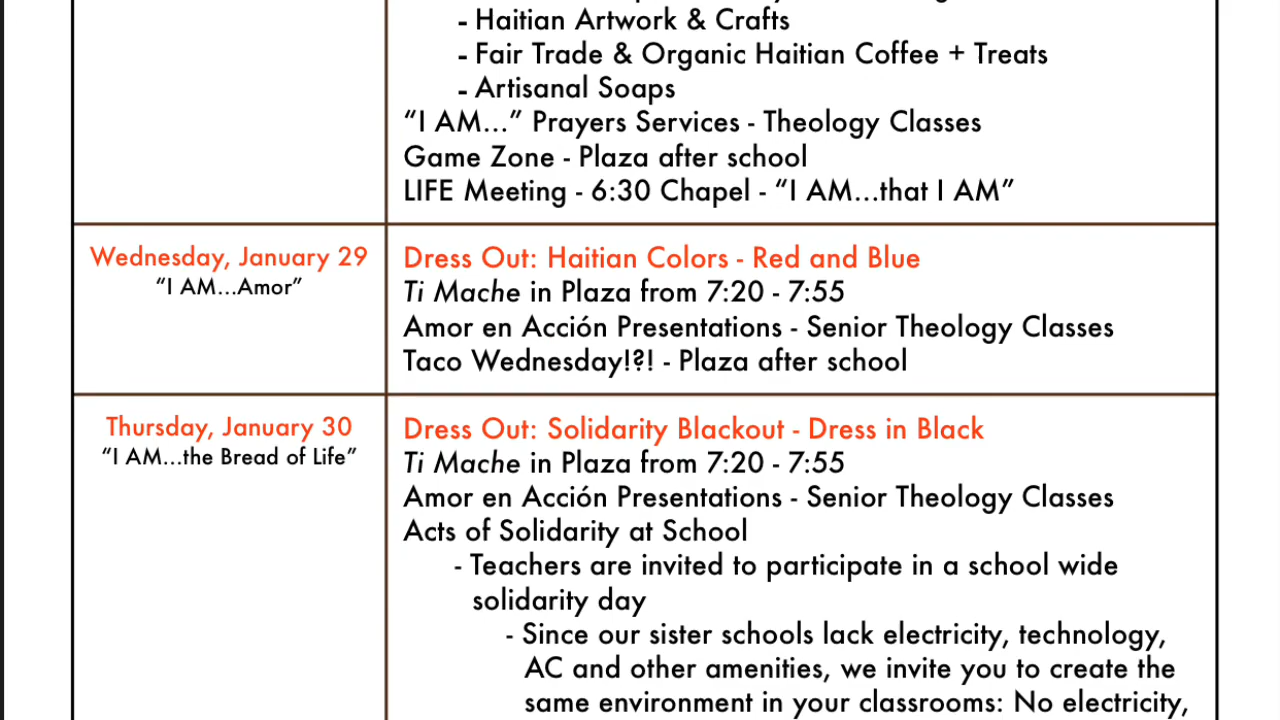 - Haitian Artwork & Crafts
- Fair Trade & Organic Haitian Coffee + Treats
- Artisanal Soaps
“I AM...” Prayers Services - Theology Classes
Game Zone - Plaza after school
LIFE Meeting - 6:30 Chapel - “I AM...that I AM”
Wednesday, January 29
“I AM...Amor”
Dress Out: Haitian Colors - Red and Blue
Ti Mache in Plaza from 7:20 - 7:55
Amor en Acción Presentations - Senior Theology Classes
Taco Wednesday!?! - Plaza after school
Thursday, January 30
“I AM...the Bread of Life”
Dress Out: Solidarity Blackout - Dress in Black
Ti Mache in Plaza from 7:20 - 7:55
Amor en Acción Presentations - Senior Theology Classes
Acts of Solidarity at School
- Teachers are invited to participate in a school wide
solidarity day
- Since our sister schools lack electricity, technology,
AC and other amenities, we invite you to create the
same environment in your classrooms: No electricity,